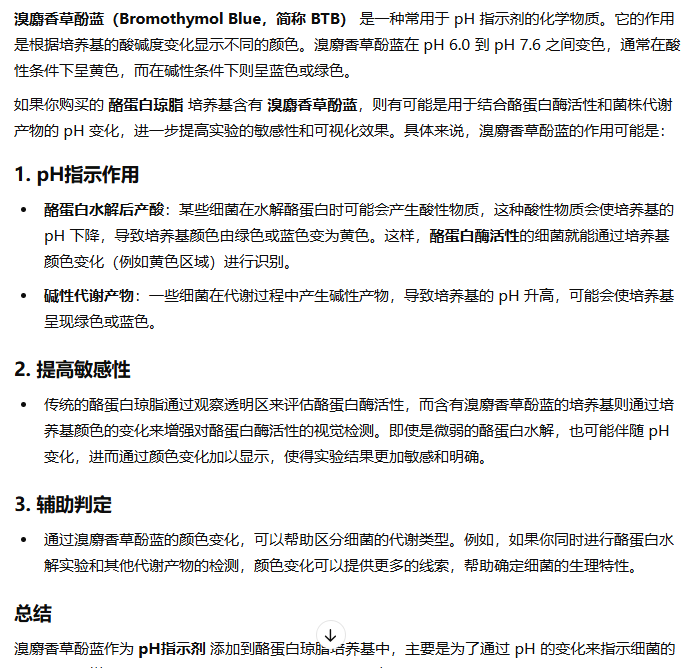 溴麝香草酚蓝（Bromothymol Blue，简称 BTB） 是一种常用于 pH 指示剂的化学物质。它的作用
是根据培养基的酸碱度变化显示不同的颜色。溴麝香草酚蓝在 pH 6.0 到 pH 7.6 之间变色，通常在酸
性条件下呈黄色，而在碱性条件下则呈蓝色或绿色。
如果你购买的 酪蛋白琼脂 培养基含有 溴麝香草酚蓝，则有可能是用于结合酪蛋白酶活性和菌株代谢
产物的 pH 变化，进一步提高实验的敏感性和可视化效果。具体来说，溴麝香草酚蓝的作用可能是：
1. pH指示作用
• 酪蛋白水解后产酸：某些细菌在水解酪蛋白时可能会产生酸性物质，这种酸性物质会使培养基的
pH 下降，导致培养基颜色由绿色或蓝色变为黄色。这样，酪蛋白酶活性的细菌就能通过培养基
颜色变化（例如黄色区域）进行识别。
• 碱性代谢产物：一些细菌在代谢过程中产生碱性产物，导致培养基的 pH 升高，可能会使培养基
呈现绿色或蓝色。
2. 提高敏感性
• 传统的酪蛋白琼脂通过观察透明区来评估酪蛋白酶活性，而含有溴麝香草酚蓝的培养基则通过培
养基颜色的变化来增强对酪蛋白酶活性的视觉检测。即使是微弱的酪蛋白水解，也可能伴随 pH
变化，进而通过颜色变化加以显示，使得实验结果更加敏感和明确。
3. 辅助判定
• 通过溴麝香草酚蓝的颜色变化，可以帮助区分细菌的代谢类型。例如，如果你同时进行酪蛋白水
解实验和其他代谢产物的检测，颜色变化可以提供更多的线索，帮助确定细菌的生理特性。
总结
溴麝香草酚蓝作为 pH指示剂 添加到酪蛋白琼脂培养基中，主要是为了通过 pH 的变化来指示细菌的